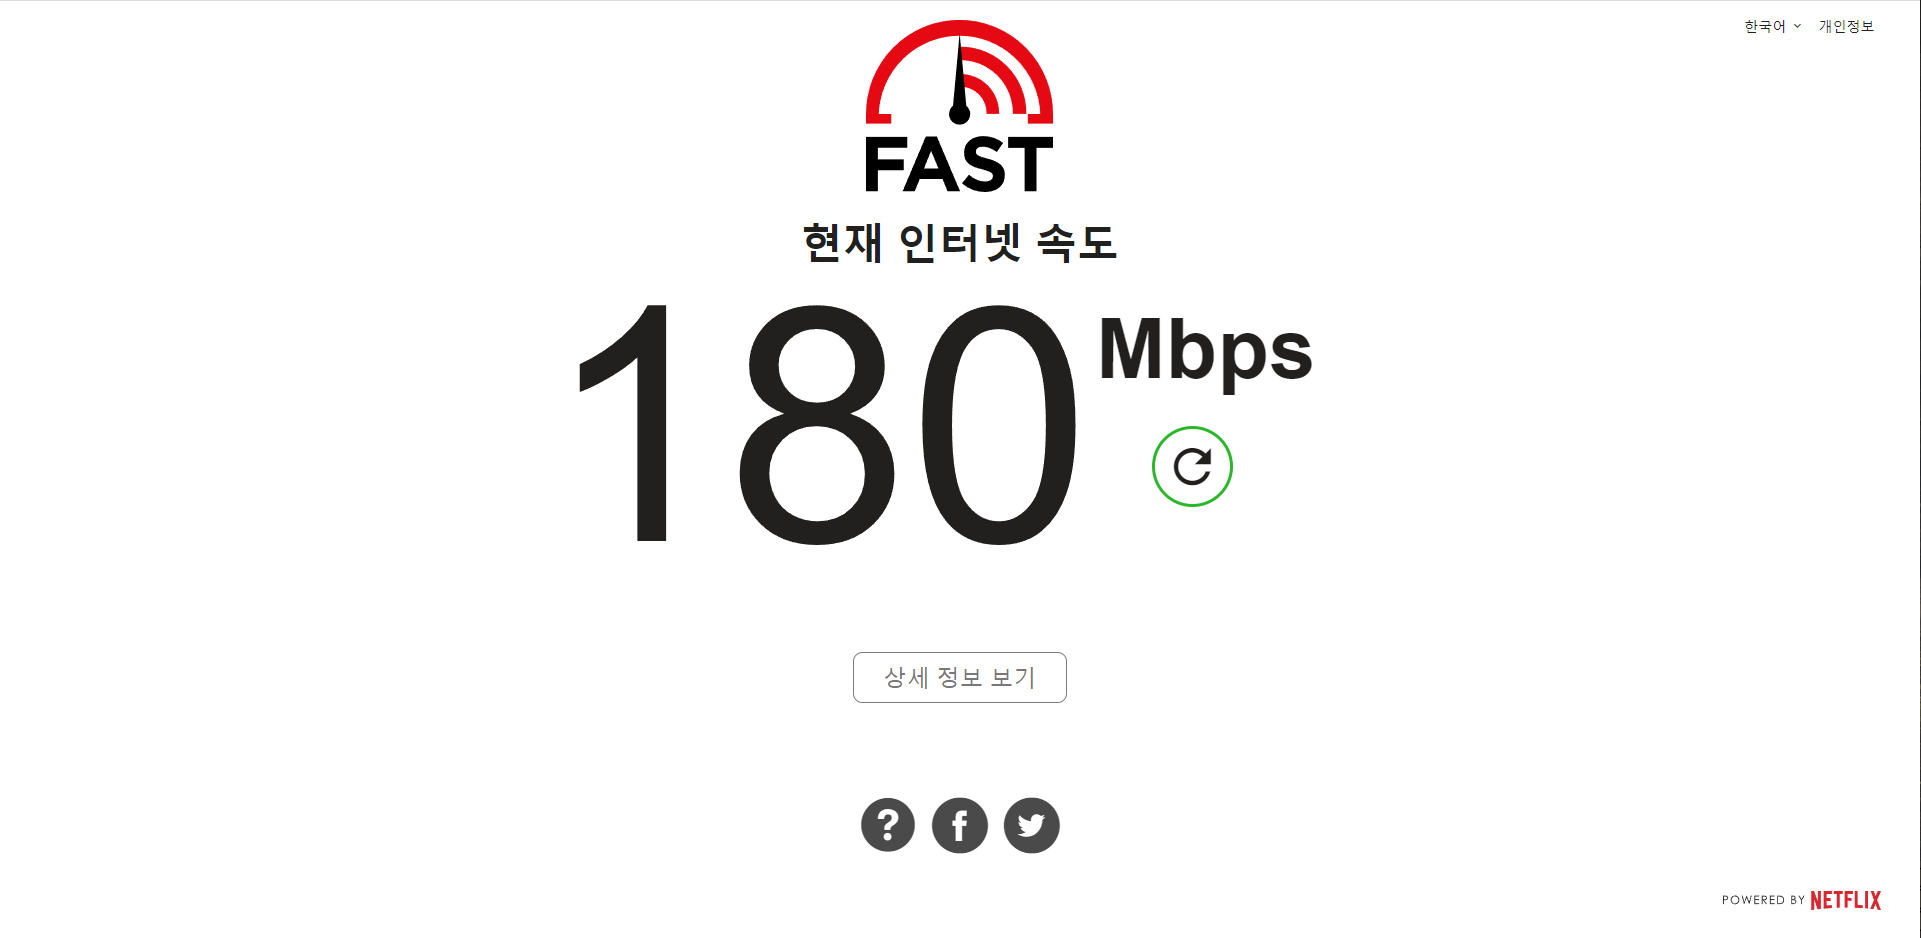 한국어 개인정보
FAST
현재 인터넷 속도
180 Mbps
상세 정보 보기
?
f
POWERED BY NETFLIX